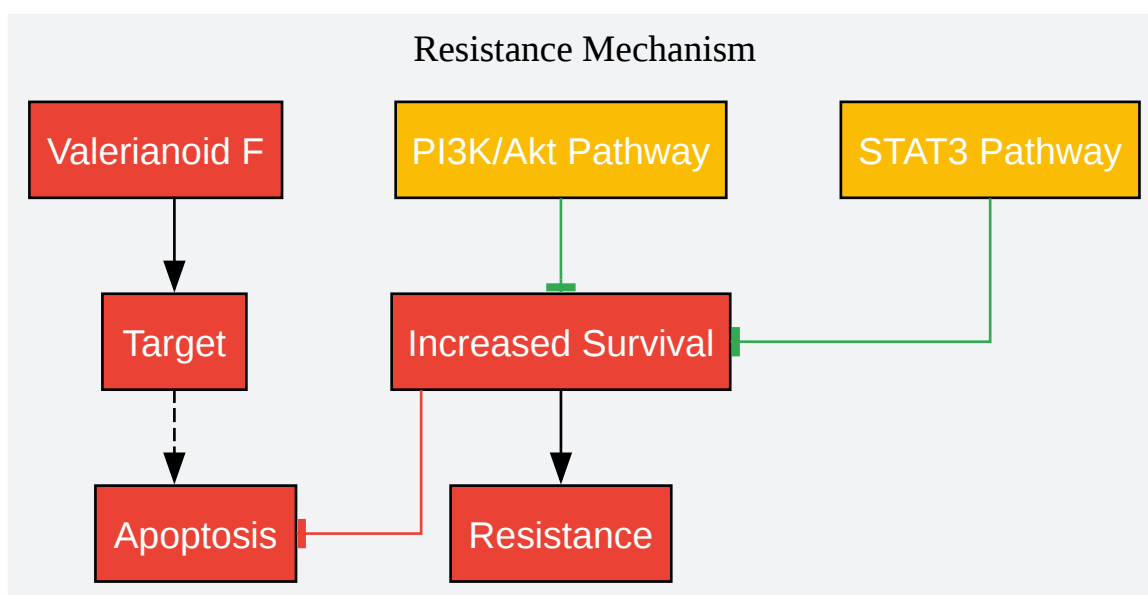 Resistance Mechanism
Valerianoid F
PI3K/Akt Pathway
STAT3 Pathway
Target
Increased Survival
Apoptosis
Resistance